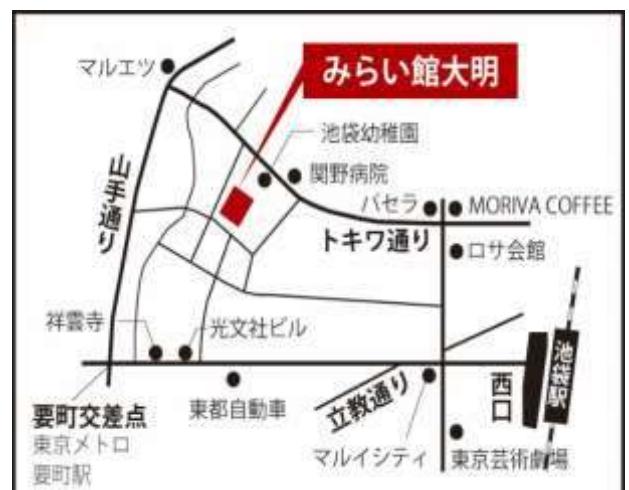 みらい館大明
マルエツ
池袋幼稚園
関野病院
山手通り
パセラ
MORIVA COFFEE
トキワ通り
ロサ会館
祥雲寺
光文社ビル
池袋駅
西口
要町交差点
東京メトロ
要町駅
東都自動車
立教通り
マルイシティ
東京芸術劇場